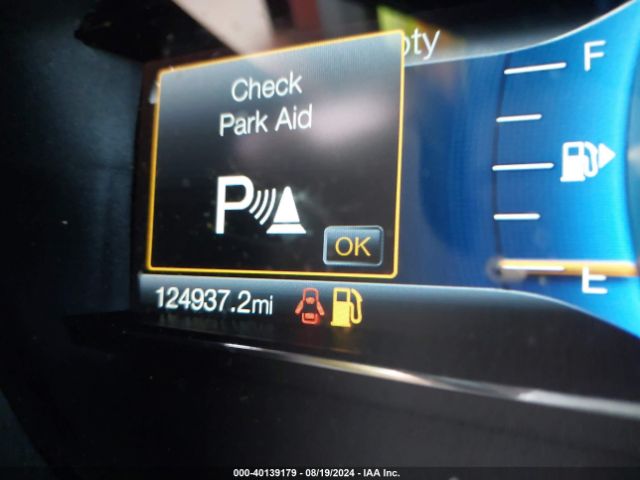 Check
Park Aid
P
OK
F
E
124937.2mi
000-40139179 - 08/19/2024 - IAA Inc.